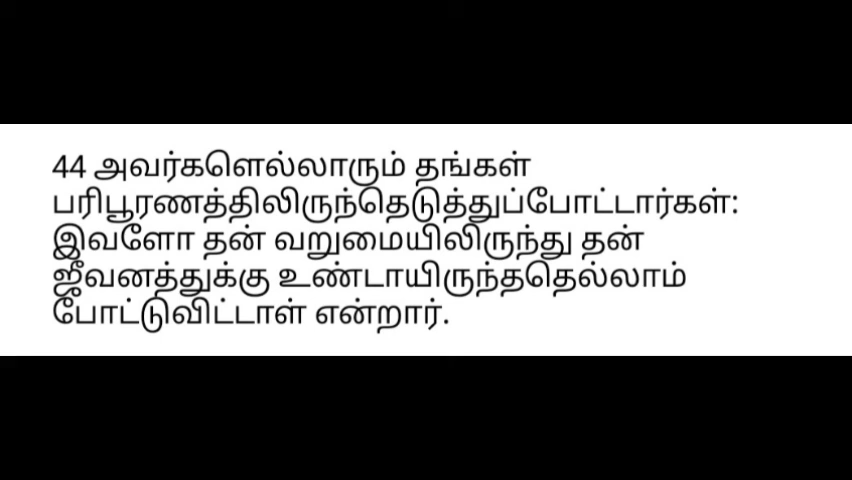 44 அவர்களெல்லாரும் தங்கள்
பரிபூரணத்திலிருந்தெடுத்துப்போட்டார்கள்:
இவளோ தன் வறுமையிலிருந்து தன்
ஜீவனத்துக்கு உண்டாயிருந்ததெல்லாம்
போட்டுவிட்டாள் என்றார்.